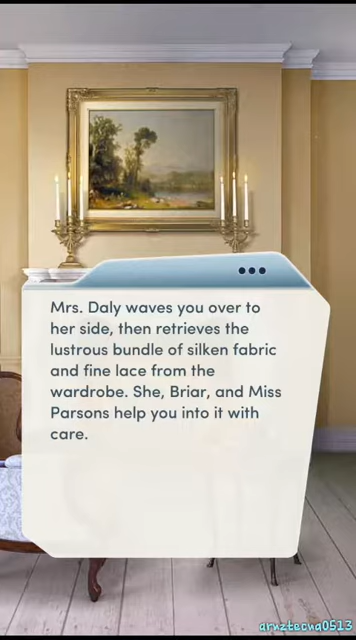 Mrs. Daly waves you over to
her side, then retrieves the
lustrous bundle of silken fabric
and fine lace from the
wardrobe. She, Briar, and Miss
Parsons help you into it with
care.
arnztecna0513